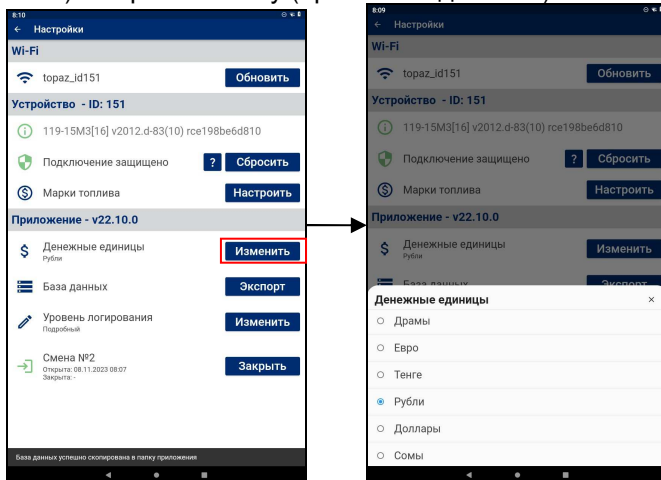 8:10
Настройки
Wi-Fi
topaz_id151
Обновить
Устройство - ID: 151
119-15М3[16] v2012.d-83(10) rce198be6d810
Подключение защищено
?
Сбросить
Марки топлива
Настроить
Приложение - v22.10.0
Денежные единицы
Рубли
Изменить
База данных
Экспорт
Уровень логирования
Подробный
Изменить
Смена №2
Открыта: 08.11.2023 08:07
Закрыта: -
Закрыть
База данных успешно скопирована в папку приложения
8:09
Настройки
Wi-Fi
topaz_id151
Обновить
Устройство - ID: 151
119-15М3[16] v2012.d-83(10) rce198be6d810
Подключение защищено
?
Сбросить
Марки топлива
Настроить
Приложение - v22.10.0
Денежные единицы
Рубли
Изменить
База данных
Экспорт
Денежные единицы
×
Драмы
Евро
Тенге
Рубли
Доллары
Сомы